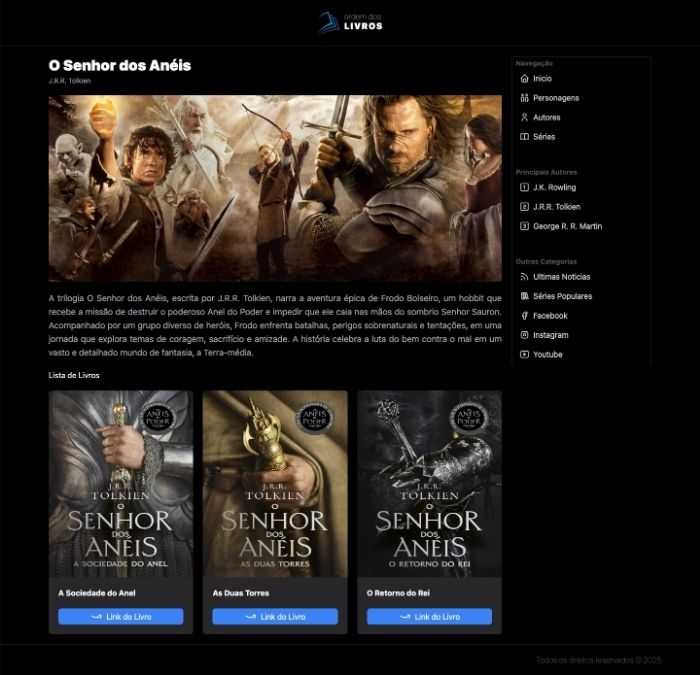 ordem dos
LIVROS
O Senhor dos Anéis
J.R.R. Tolkien
A trilogia O Senhor dos Anéis, escrita por J.R.R. Tolkien, narra a aventura épica de Frodo Bolseiro, um hobbit que
recebe a missão de destruir o poderoso Anel do Poder e impedir que ele caia nas mãos do sombrio Senhor Sauron.
Acompanhado por um grupo diverso de heróis, Frodo enfrenta batalhas, perigos sobrenaturais e tentações, em uma
jornada que explora temas de coragem, sacrifício e amizade. A história celebra a luta do bem contra o mal em um
vasto e detalhado mundo de fantasia, a Terra-média.
Lista de Livros
ANÉIS
PODER
J.R.R.
TOLKIEN
O
SENHOR
DOS
ANÉIS
A SOCIEDADE DO ANEL
A Sociedade do Anel
Link do Livro
ANÉIS
PODER
J.R.R.
TOLKIEN
O
SENHOR
DOS
ANÉIS
AS DUAS TORRES
As Duas Torres
Link do Livro
ANÉIS
PODER
J.R.R.
TOLKIEN
O
SENHOR
DOS
ANÉIS
O RETORNO DO REI
O Retorno do Rei
Link do Livro
Navegação
Inicio
Personagens
Autores
Séries
Principais Autores
1 J.K. Rowling
2 J.R.R. Tolkien
3 George R. R. Martin
Outras Categorias
Ultimas Noticias
Séries Populares
Facebook
Instagram
Youtube
Todos os direitos reservados @ 2025